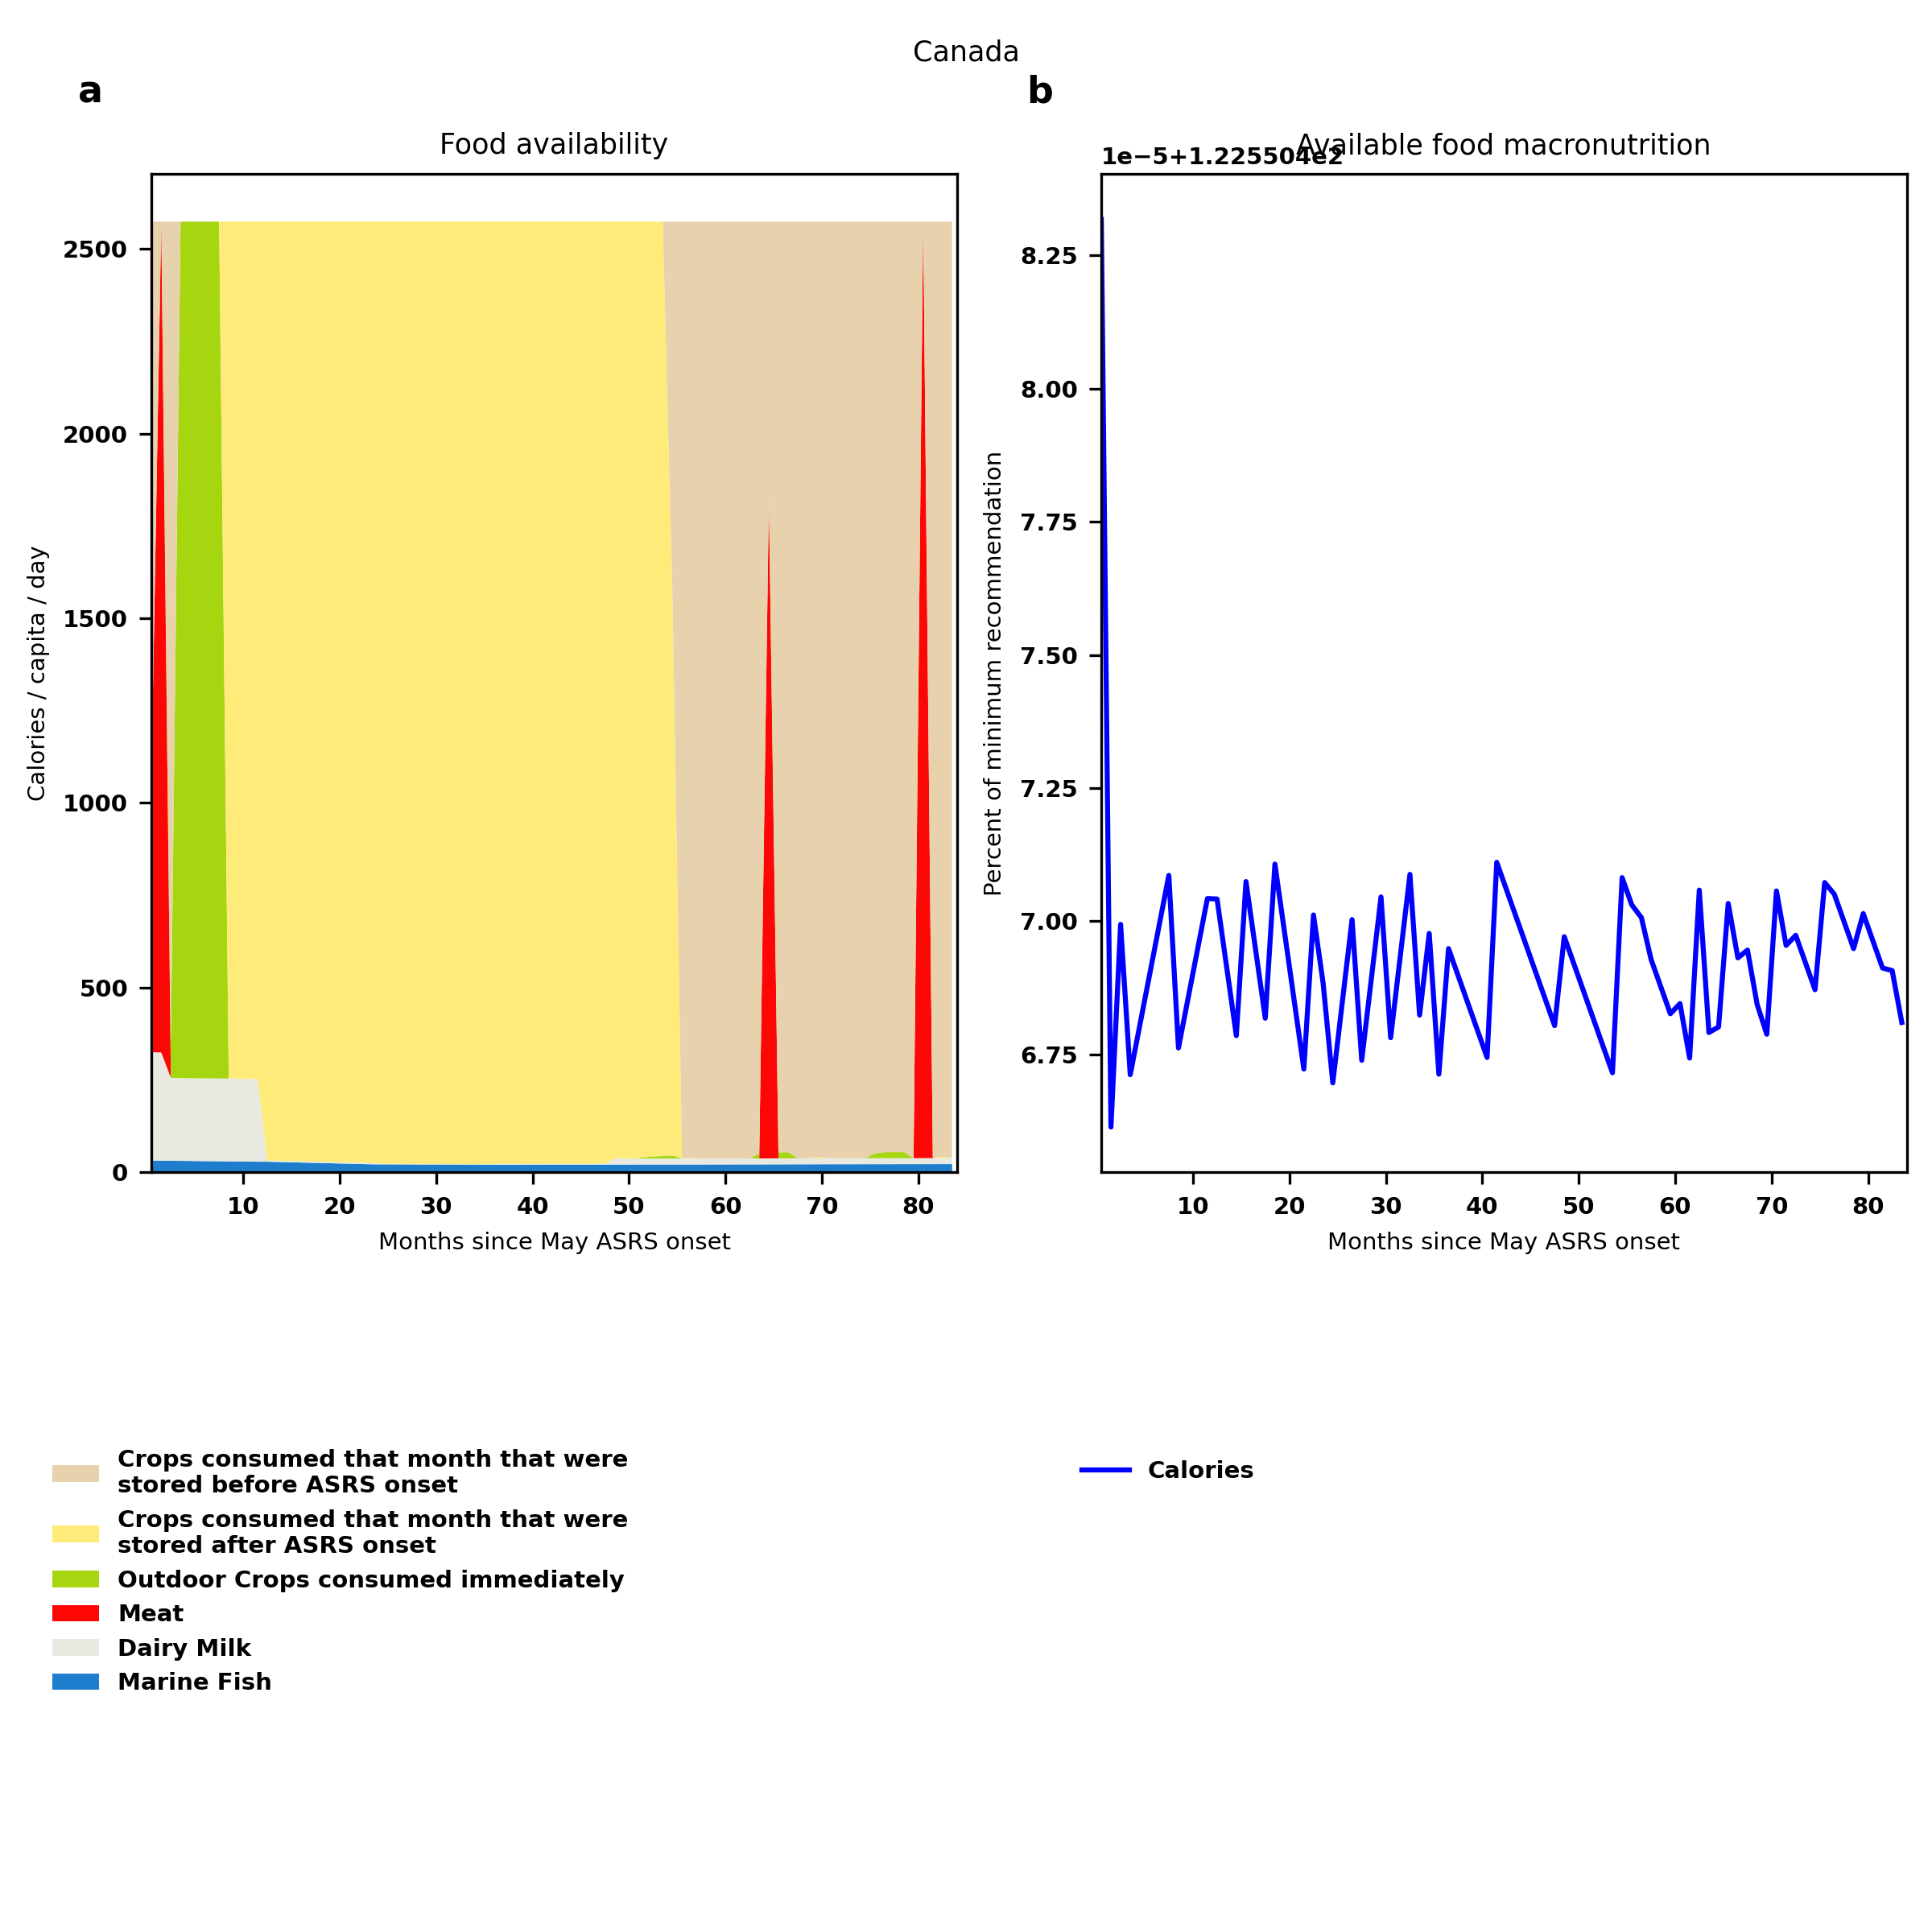 Canada
a
Food availability
2500
2000
1500
1000
500
0
Calories / capita / day
10 20 30 40 50 60 70 80
Months since May ASRS onset
b
Available food macronutrition
1e−5+1.225504e2
8.25
8.00
7.75
7.50
7.25
7.00
6.75
Percent of minimum recommendation
10 20 30 40 50 60 70 80
Months since May ASRS onset
Crops consumed that month that were
stored before ASRS onset
Crops consumed that month that were
stored after ASRS onset
Outdoor Crops consumed immediately
Meat
Dairy Milk
Marine Fish
Calories